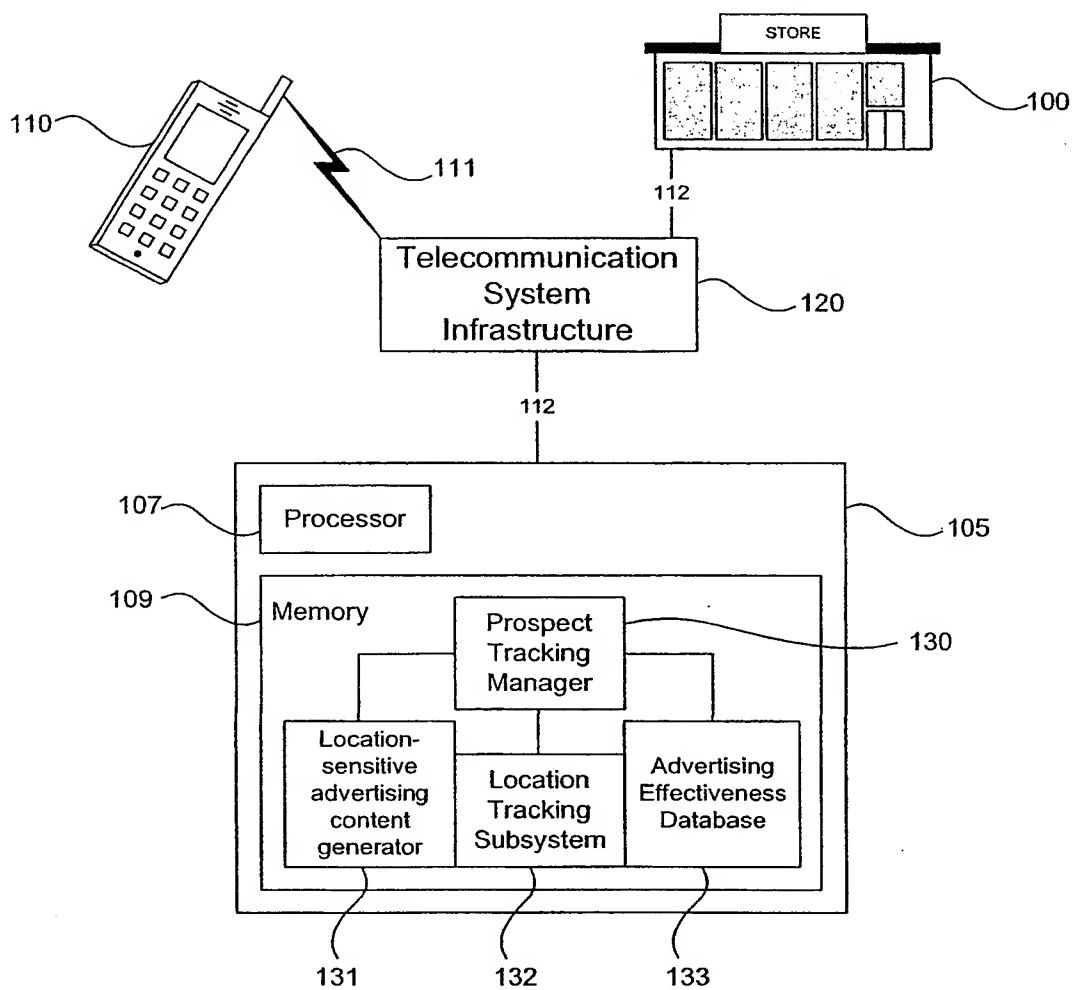 STORE
100
110
111
112
Telecommunication
System
Infrastructure
120
112
107
Processor
105
109
Memory
Prospect
Tracking
Manager
130
Location-
sensitive
advertising
content
generator
Location
Tracking
Subsystem
Advertising
Effectiveness
Database
131
132
133